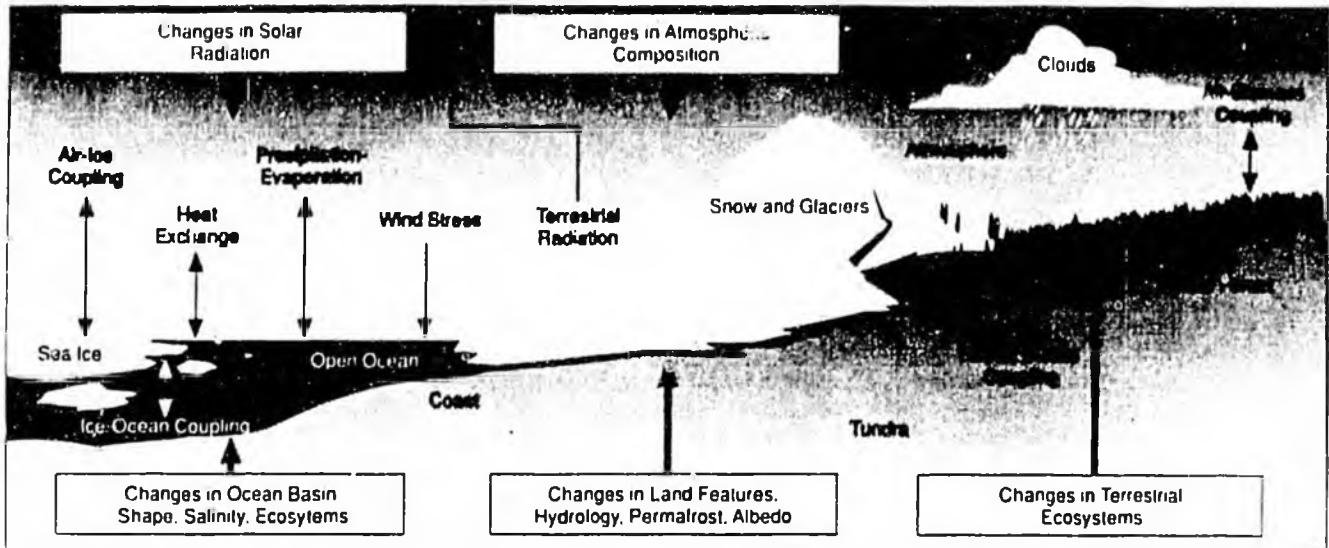 Changes in Solar
Radiation
Changes in Atmospheric
Composition
Clouds
Coupling
Atmosphere
Air-Ice
Coupling
Precipitation-
Evaporation
Heat
Exchange
Wind Stress
Terrestrial
Radiation
Snow and Glaciers
Sea Ice
Open Ocean
Coast
Coupling
Ice-Ocean Coupling
Tundra
Changes in Ocean Basin
Shape, Salinity, Ecosytems
Changes in Land Features,
Hydrology, Permafrost, Albedo
Changes in Terrestrial
Ecosystems